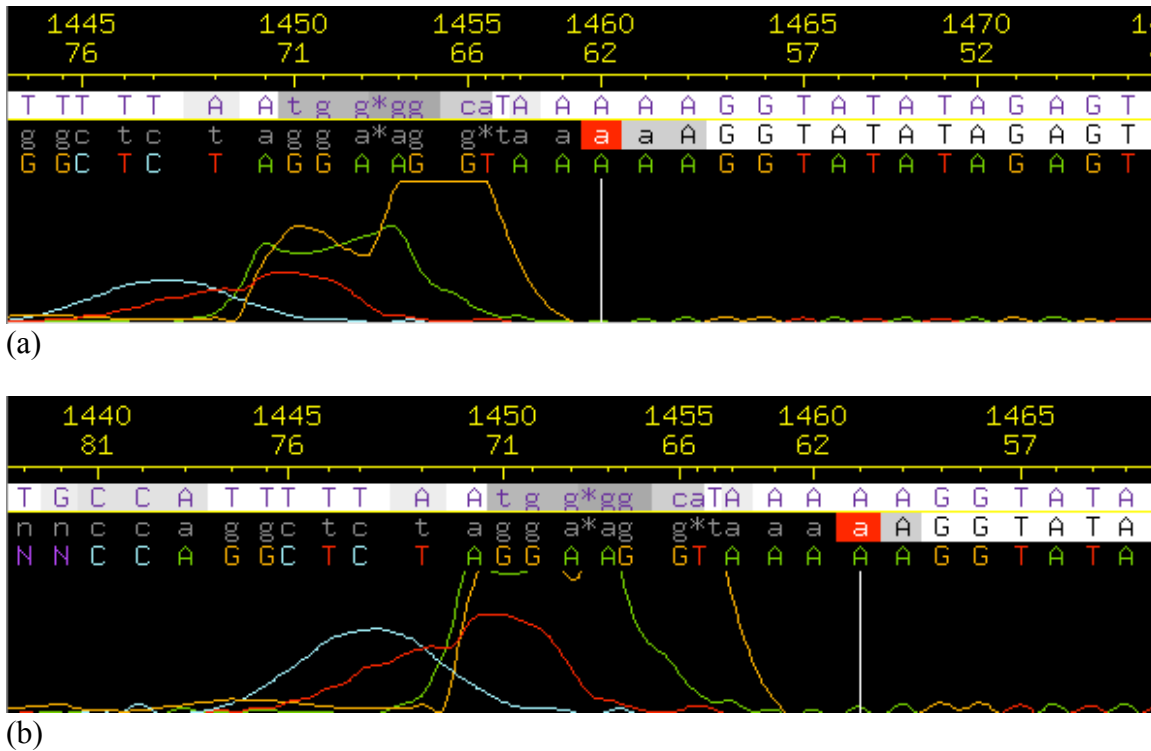 1445 1450 1455 1460 1465 1470
76 71 66 62 57 52
T TT TT A A t g g*gg caTA A A A A G G T A T A T A G A G T
g gc t c t a g g a*ag g*ta a a a A G G T A T A T A G A G T
G GC T C T A G G A AG GT A A A A A G G T A T A T A G A G T
(a)
1440 1445 1450 1455 1460 1465
81 76 71 66 62 57
T G C C A T TT T T A A t g g*gg caTA A A A A G G T A T A
n n c c a g gc t c t a g g a*ag g*ta a a a A G G T A T A
N N C C A G GC T C T A G G A AG GT A A A A A G G T A T A
(b)